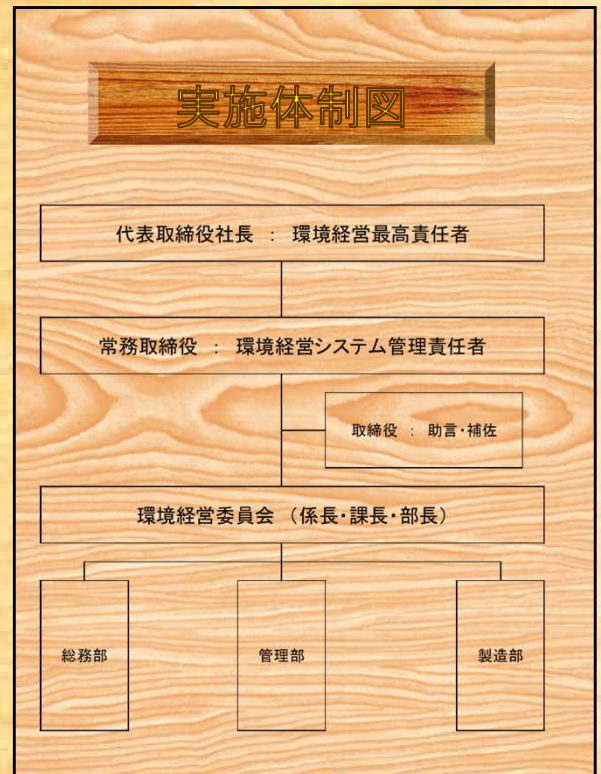 実施体制図
代表取締役社長 : 環境経営最高責任者
常務取締役 : 環境経営システム管理責任者
取締役 : 助言・補佐
環境経営委員会 (係長・課長・部長)
総務部
管理部
製造部